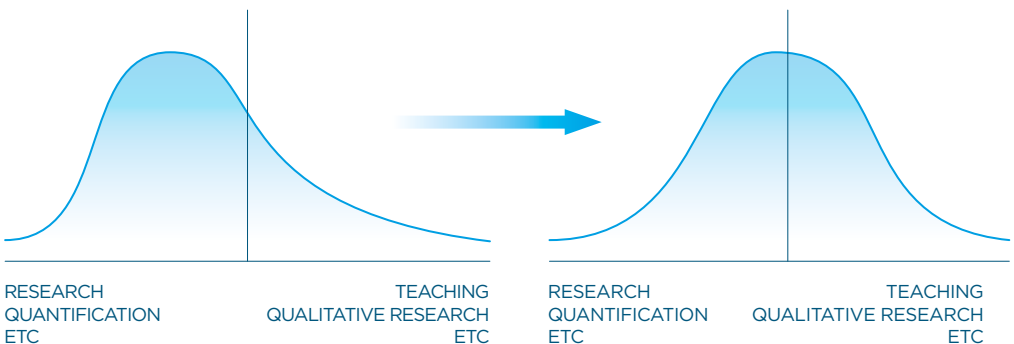 RESEARCH
QUANTIFICATION
ETC
TEACHING
QUALITATIVE RESEARCH
ETC
RESEARCH
QUANTIFICATION
ETC
TEACHING
QUALITATIVE RESEARCH
ETC